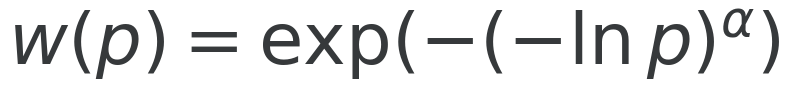 w(p) = exp(−(−ln p)^α)